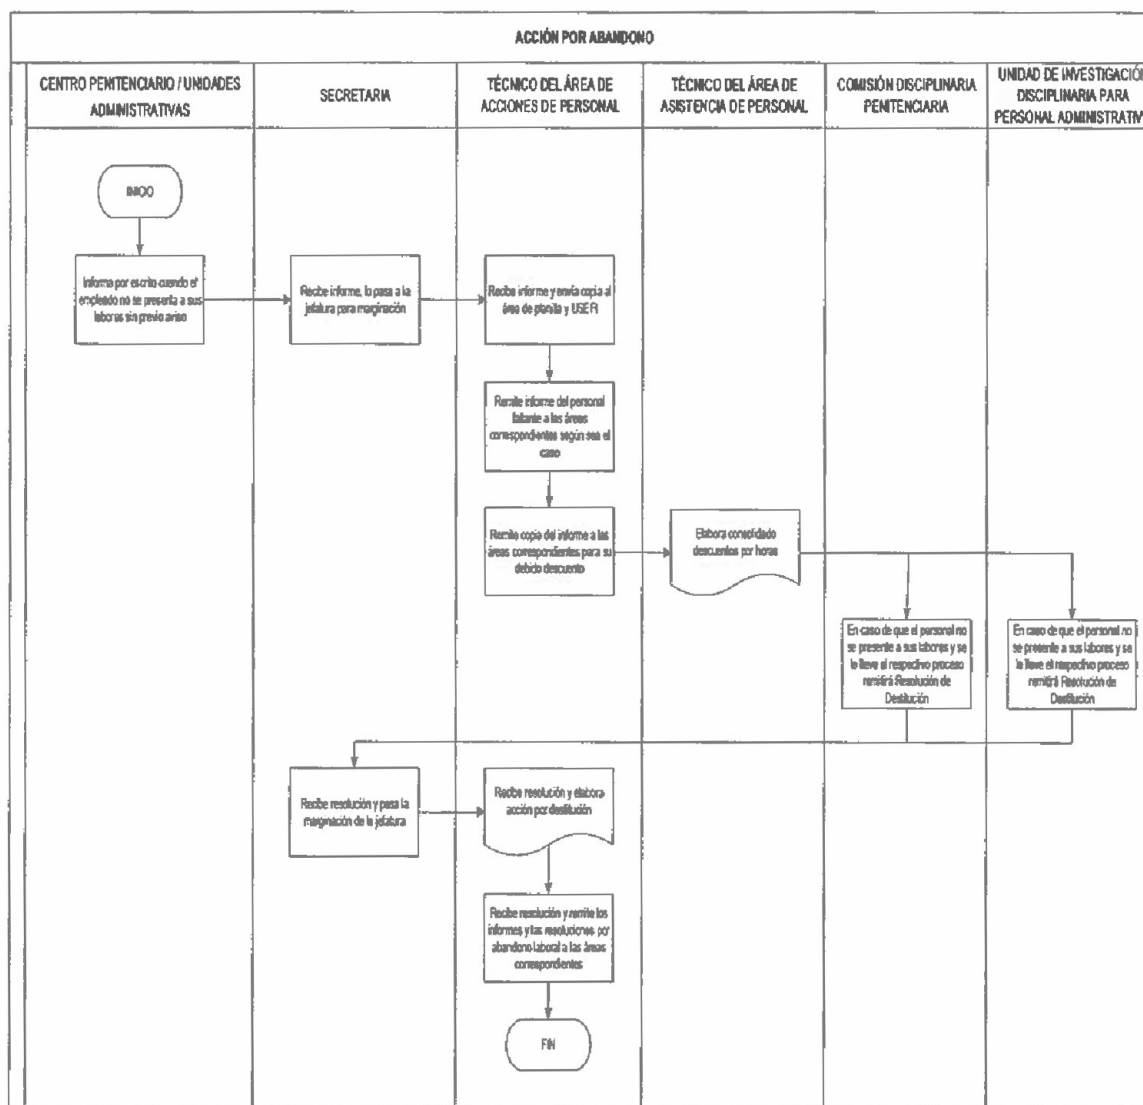 ACCIÓN POR ABANDONO
CENTRO PENITENCIARIO / UNIDADES
ADMINISTRATIVAS
SECRETARIA
TÉCNICO DEL ÁREA DE
ACCIONES DE PERSONAL
TÉCNICO DEL ÁREA DE
ASISTENCIA DE PERSONAL
COMISIÓN DISCIPLINARIA
PENITENCIARIA
UNIDAD DE INVESTIGACIÓN
DISCIPLINARIA PARA
PERSONAL ADMINISTRATIV
INICIO
Informa por escrito cuando el
empleado no se presenta a sus
labores sin previo aviso
Recibe informe, lo pasa a la
jefatura para marginación
Recibe informe y envía copia al
área de planilla y USEFI
Remite informe del personal
faltante a las áreas
correspondientes según sea el
caso
Remite copia del informe a las
áreas correspondientes para su
debido descuento
Elabora consolidado
descuentos por horas
En caso de que el personal no
se presente a sus labores y se
le lleve el respectivo proceso
remitirá Resolución de
Destitución
En caso de que el personal no
se presente a sus labores y se
le lleve el respectivo proceso
remitirá Resolución de
Destitución
Recibe resolución y pasa la
marginación de la jefatura
Recibe resolución y elabora
acción por destitución
Recibe resolución y remite los
informes y las resoluciones por
abandono laboral a las áreas
correspondientes
FIN